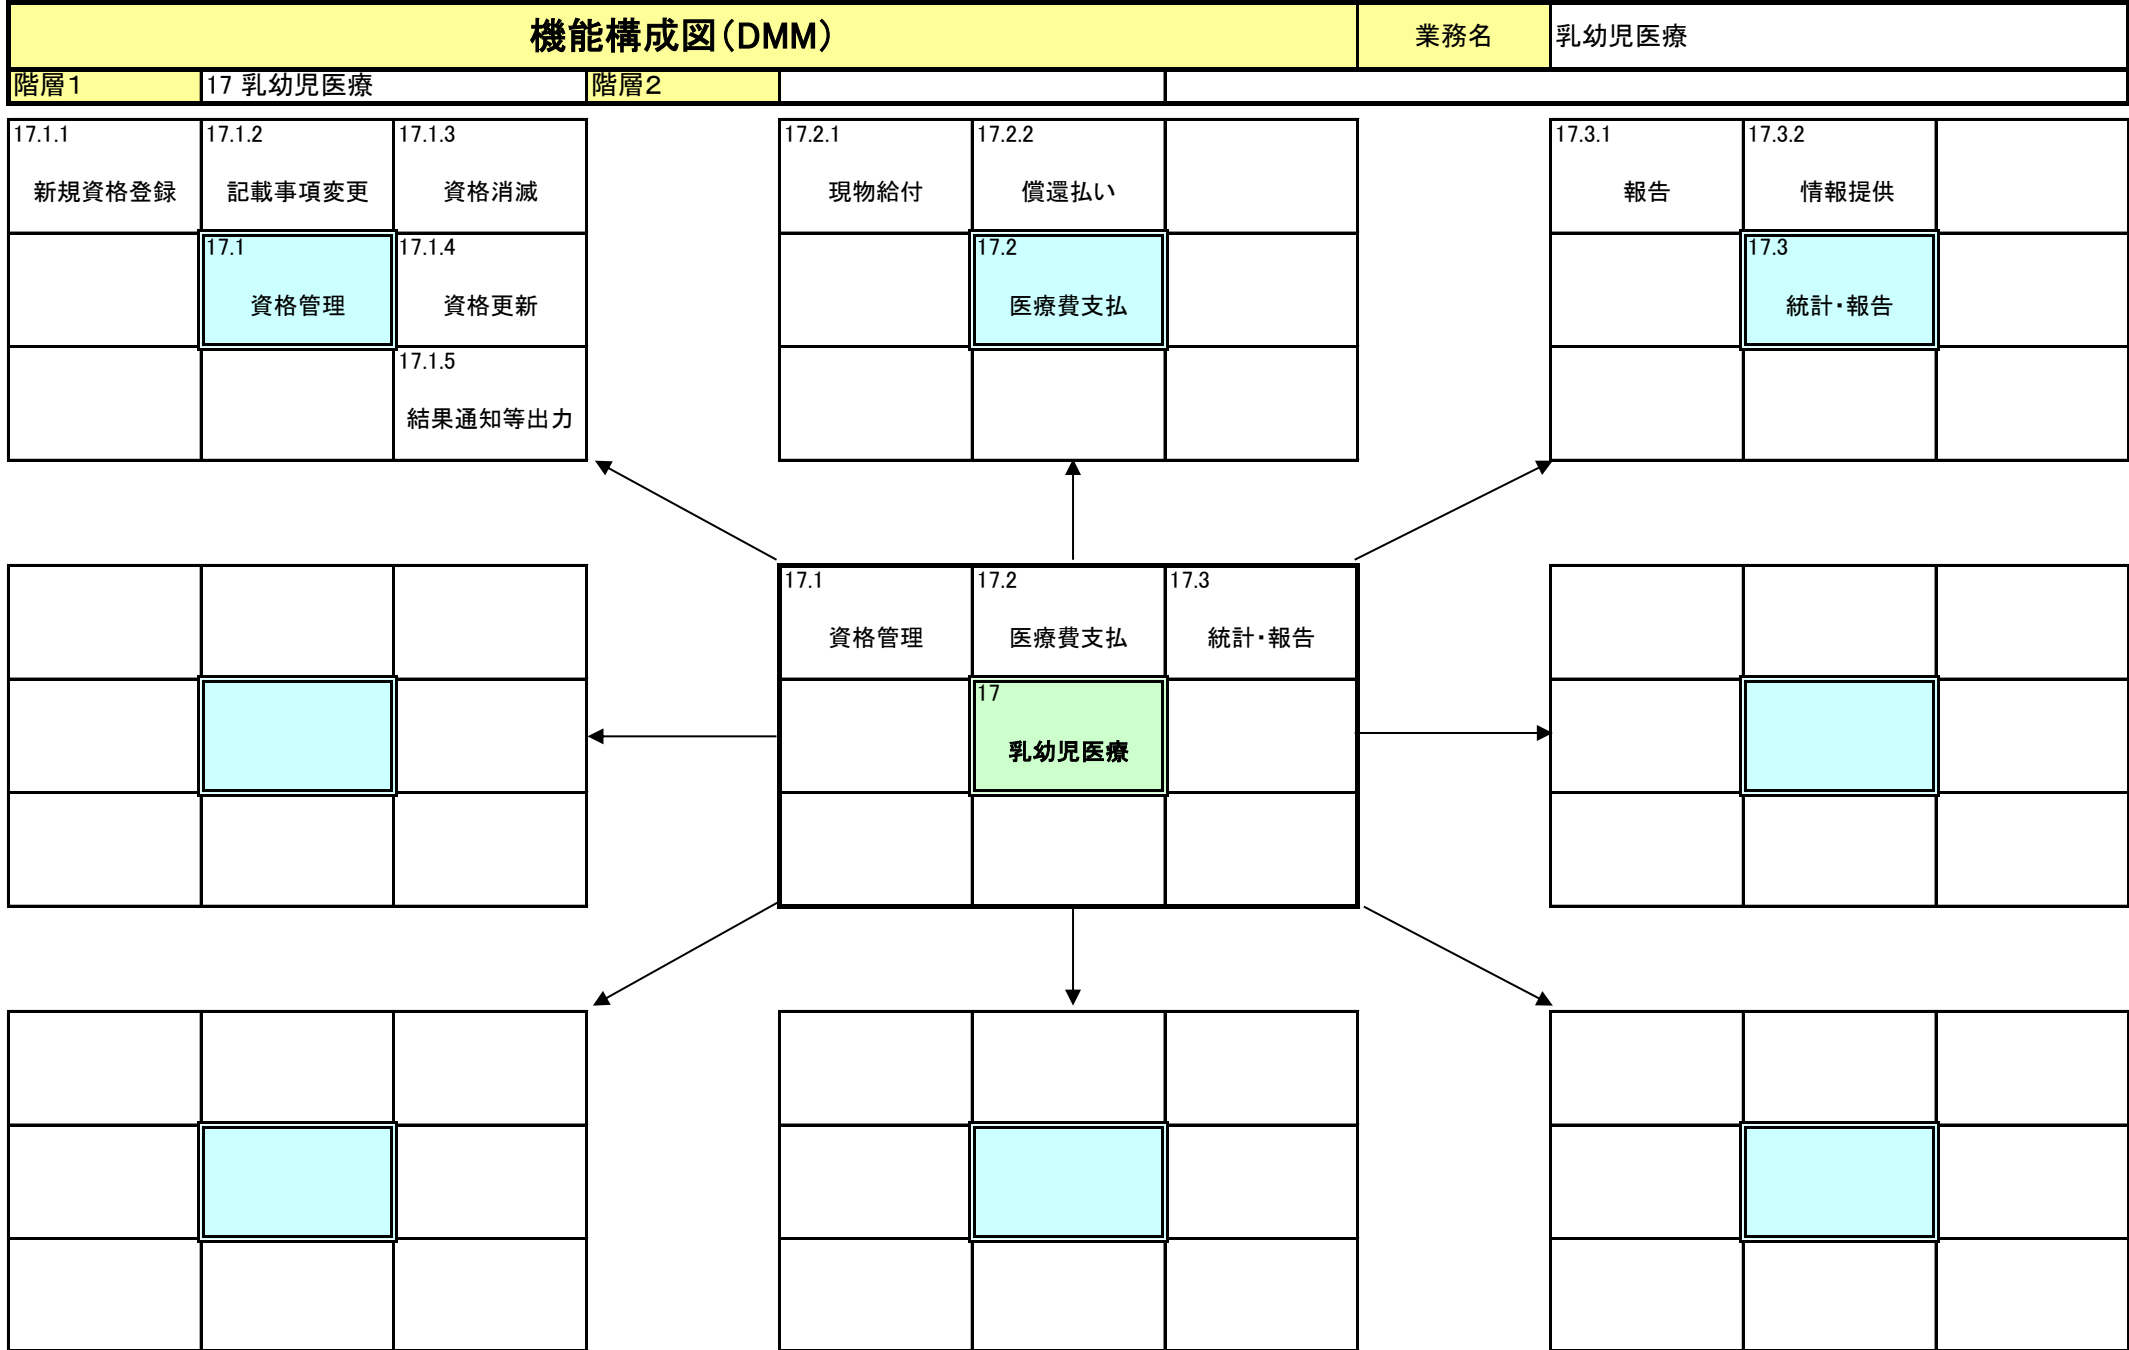 機能構成図(DMM)
業務名
乳幼児医療
階層1
17 乳幼児医療
階層2
17.1.1
17.1.2
17.1.3
新規資格登録
記載事項変更
資格消滅
17.1
17.1.4
資格管理
資格更新
17.1.5
結果通知等出力
17.2.1
17.2.2
現物給付
償還払い
17.2
医療費支払
17.3.1
17.3.2
報告
情報提供
17.3
統計・報告
17.1
17.2
17.3
資格管理
医療費支払
統計・報告
17
乳幼児医療